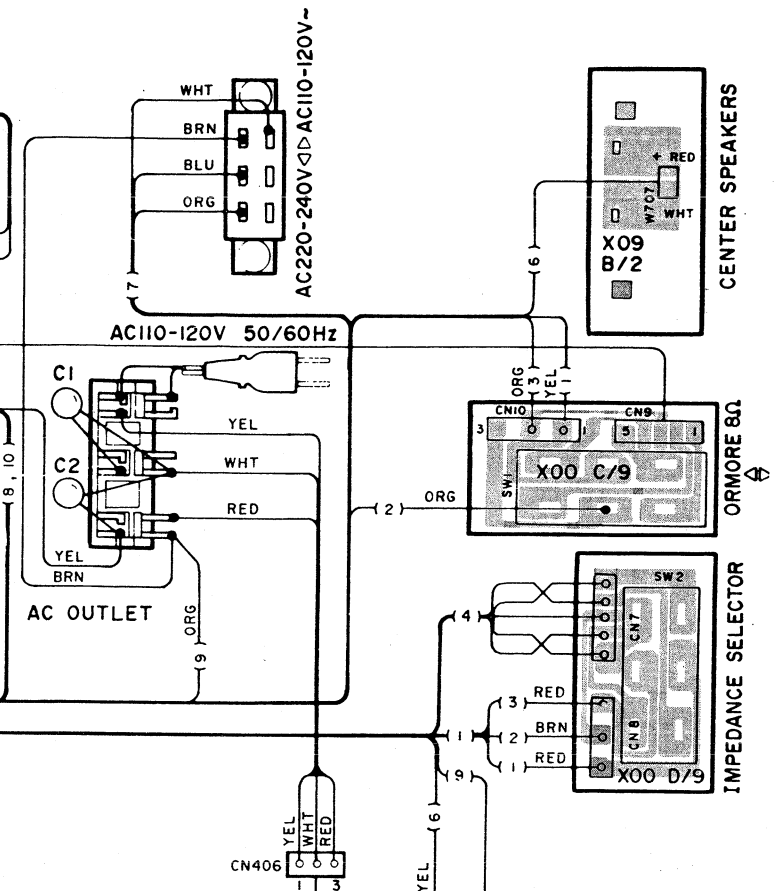 WHT
BRN
BLU
ORG
AC220-240V◁ ▷AC110-120V~
(7)
CENTER SPEAKERS
+ RED
W707
WHT
X09
B/2
(6)
AC110-120V 50/60Hz
C1
C2
YEL
WHT
RED
(8, 10)
YEL
BRN
AC OUTLET
ORG
(9)
ORG
(3)
YEL
(1)
CN10
3
1
CN9
5
1
SW1
X00 C/9
ORMORE 8Ω
(2)
ORG
IMPEDANCE SELECTOR
SW2
CN7
(4)
(3) RED
(1)
(2) BRN
(1) RED
CN8
X00 D/9
(9)
(6)
YEL
YEL
WHT
RED
CN406
1
3